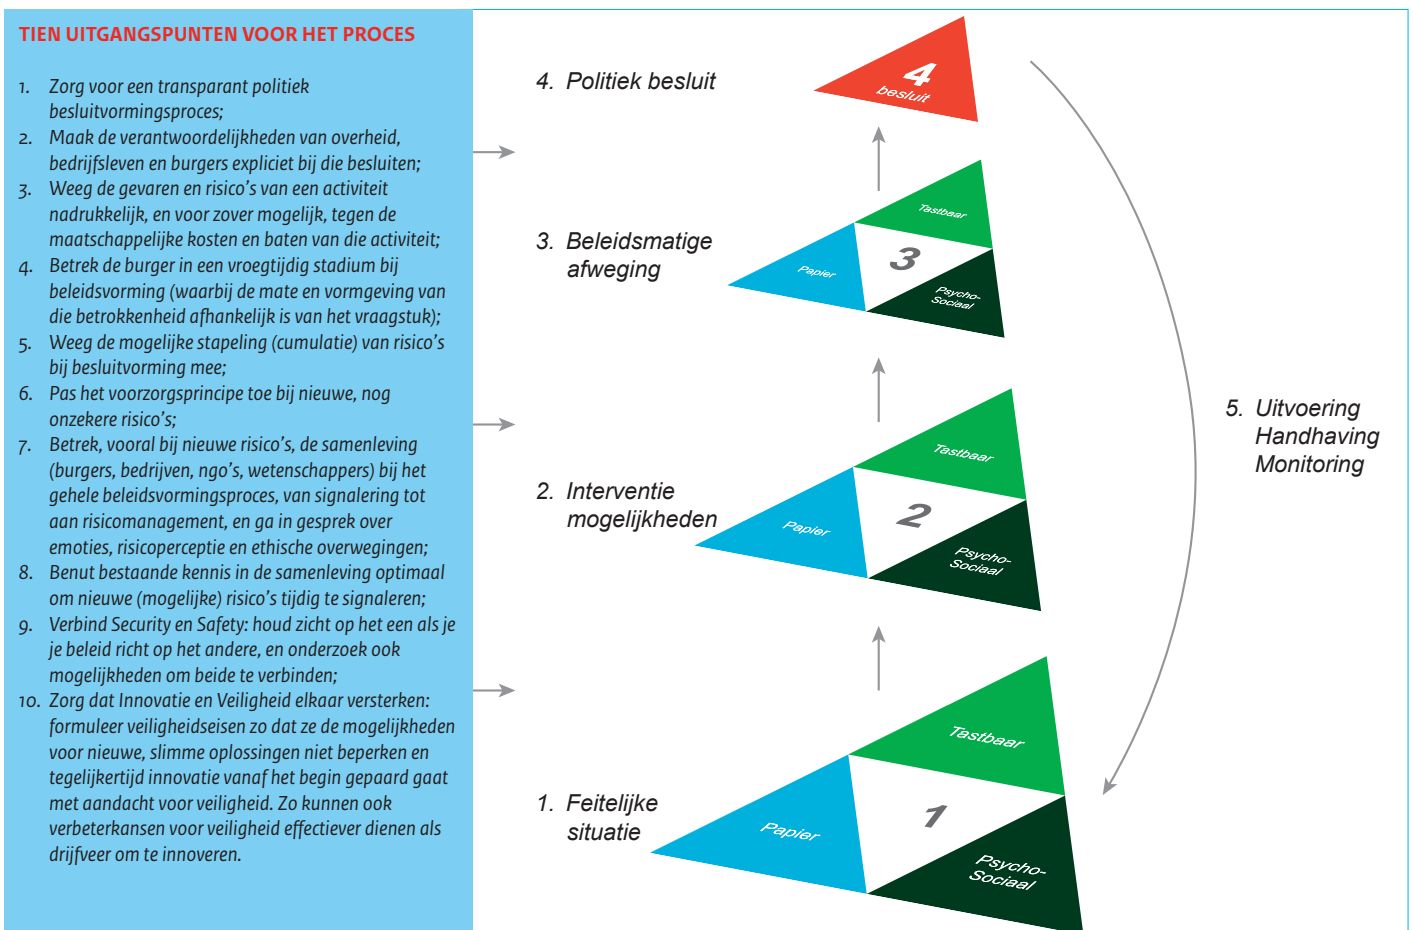 TIEN UITGANGSPUNTEN VOOR HET PROCES
1. Zorg voor een transparant politiek
besluitvormingsproces;
2. Maak de verantwoordelijkheden van overheid,
bedrijfsleven en burgers expliciet bij die besluiten;
3. Weeg de gevaren en risico's van een activiteit
nadrukkelijk, en voor zover mogelijk, tegen de
maatschappelijke kosten en baten van die activiteit;
4. Betrek de burger in een vroegtijdig stadium bij
beleidsvorming (waarbij de mate en vormgeving van
die betrokkenheid afhankelijk is van het vraagstuk);
5. Weeg de mogelijke stapeling (cumulatie) van risico's
bij besluitvorming mee;
6. Pas het voorzorgsprincipe toe bij nieuwe, nog
onzekere risico's;
7. Betrek, vooral bij nieuwe risico's, de samenleving
(burgers, bedrijven, ngo's, wetenschappers) bij het
gehele beleidsvormingsproces, van signalering tot
aan risicomanagement, en ga in gesprek over
emoties, risicoperceptie en ethische overwegingen;
8. Benut bestaande kennis in de samenleving optimaal
om nieuwe (mogelijke) risico's tijdig te signaleren;
9. Verbind Security en Safety: houd zicht op het een als je
je beleid richt op het andere, en onderzoek ook
mogelijkheden om beide te verbinden;
10. Zorg dat Innovatie en Veiligheid elkaar versterken:
formuleer veiligheidseisen zo dat ze de mogelijkheden
voor nieuwe, slimme oplossingen niet beperken en
tegelijkertijd innovatie vanaf het begin gepaard gaat
met aandacht voor veiligheid. Zo kunnen ook
verbeterkansen voor veiligheid effectiever dienen als
drijfveer om te innoveren.
4. Politiek besluit
4
besluit
3. Beleidsmatige
afweging
Tastbaar
Papier
3
Psycho-
Sociaal
2. Interventie
mogelijkheden
Tastbaar
Papier
2
Psycho-
Sociaal
1. Feitelijke
situatie
Tastbaar
Papier
1
Psycho-
Sociaal
5. Uitvoering
Handhaving
Monitoring